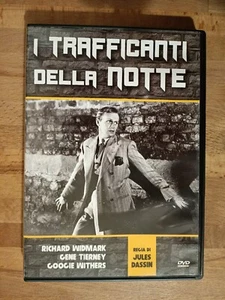 I TRAFFICANTI
DELLA NOTTE
RICHARD WIDMARK
GENE TIERNEY
GOOGIE WITHERS
REGIA DI
JULES
DASSIN
DVD